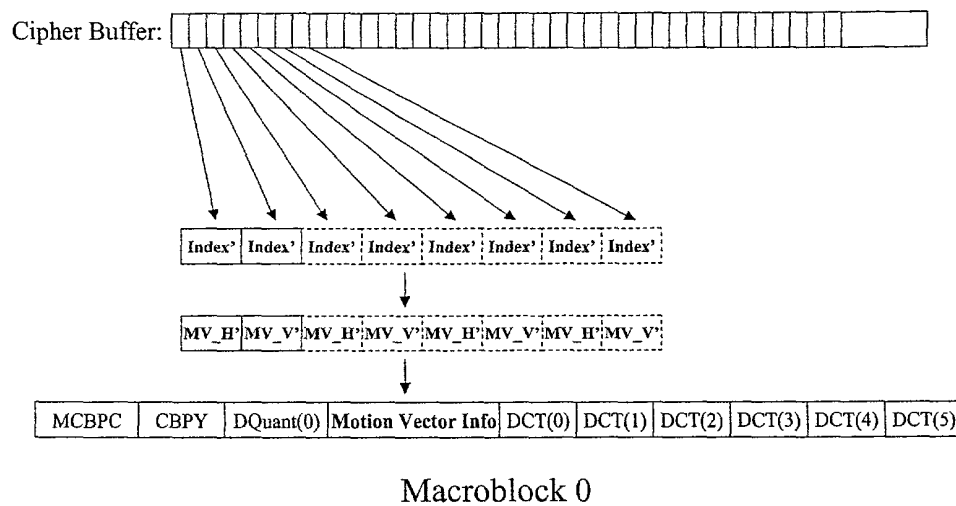 Cipher Buffer:
Index' Index' Index' Index' Index' Index' Index' Index'
MV_H' MV_V' MV_H' MV_V' MV_H' MV_V' MV_H' MV_V'
MCBPC CBPY DQuant(0) Motion Vector Info DCT(0) DCT(1) DCT(2) DCT(3) DCT(4) DCT(5)
Macroblock 0